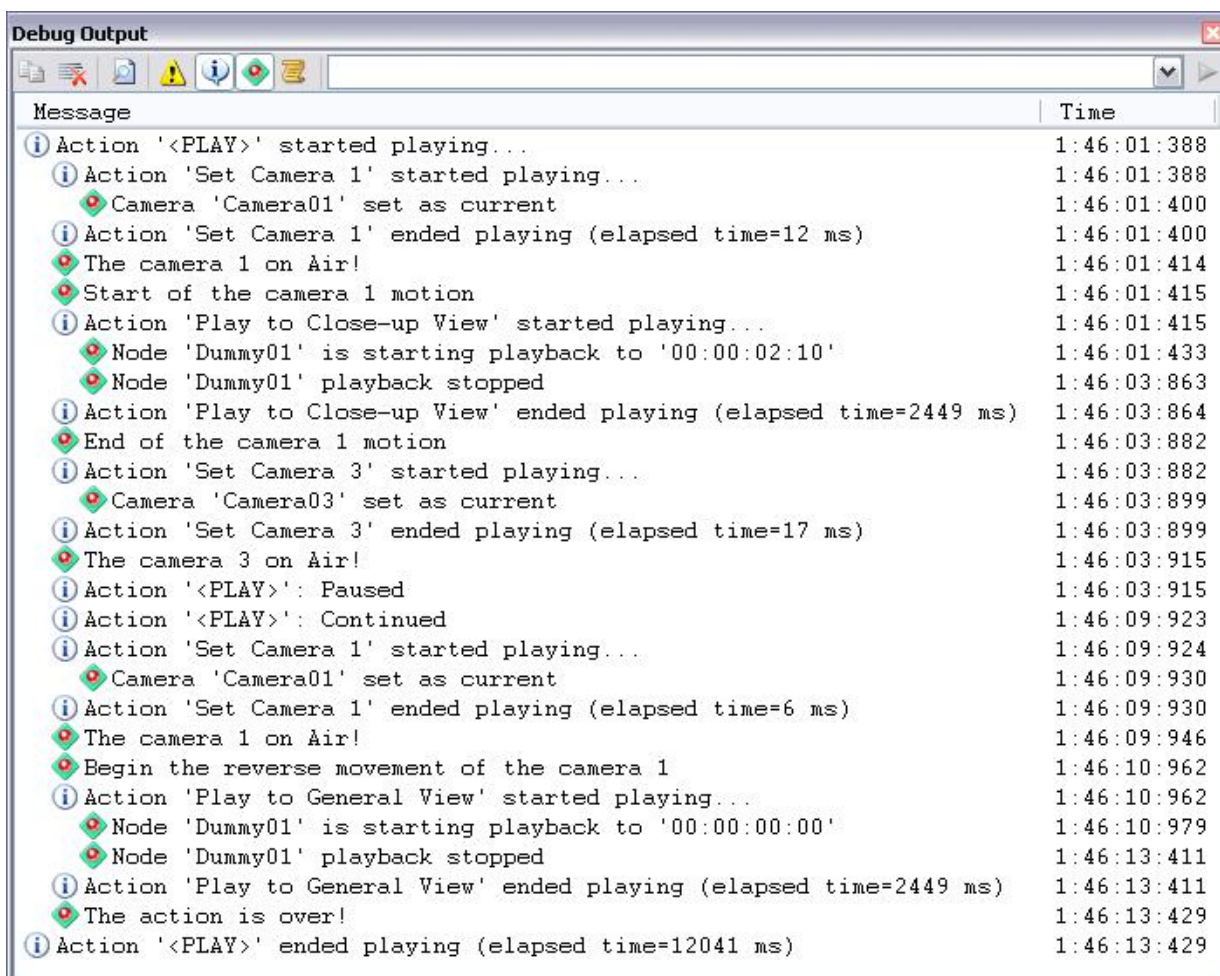 Debug Output
Message Time
Action '<PLAY>' started playing... 1:46:01:388
Action 'Set Camera 1' started playing... 1:46:01:388
Camera 'Camera01' set as current 1:46:01:400
Action 'Set Camera 1' ended playing (elapsed time=12 ms) 1:46:01:400
The camera 1 on Air! 1:46:01:414
Start of the camera 1 motion 1:46:01:415
Action 'Play to Close-up View' started playing... 1:46:01:415
Node 'Dummy01' is starting playback to '00:00:02:10' 1:46:01:433
Node 'Dummy01' playback stopped 1:46:03:863
Action 'Play to Close-up View' ended playing (elapsed time=2449 ms) 1:46:03:864
End of the camera 1 motion 1:46:03:882
Action 'Set Camera 3' started playing... 1:46:03:882
Camera 'Camera03' set as current 1:46:03:899
Action 'Set Camera 3' ended playing (elapsed time=17 ms) 1:46:03:899
The camera 3 on Air! 1:46:03:915
Action '<PLAY>': Paused 1:46:03:915
Action '<PLAY>': Continued 1:46:09:923
Action 'Set Camera 1' started playing... 1:46:09:924
Camera 'Camera01' set as current 1:46:09:930
Action 'Set Camera 1' ended playing (elapsed time=6 ms) 1:46:09:930
The camera 1 on Air! 1:46:09:946
Begin the reverse movement of the camera 1 1:46:10:962
Action 'Play to General View' started playing... 1:46:10:962
Node 'Dummy01' is starting playback to '00:00:00:00' 1:46:10:979
Node 'Dummy01' playback stopped 1:46:13:411
Action 'Play to General View' ended playing (elapsed time=2449 ms) 1:46:13:411
The action is over! 1:46:13:429
Action '<PLAY>' ended playing (elapsed time=12041 ms) 1:46:13:429